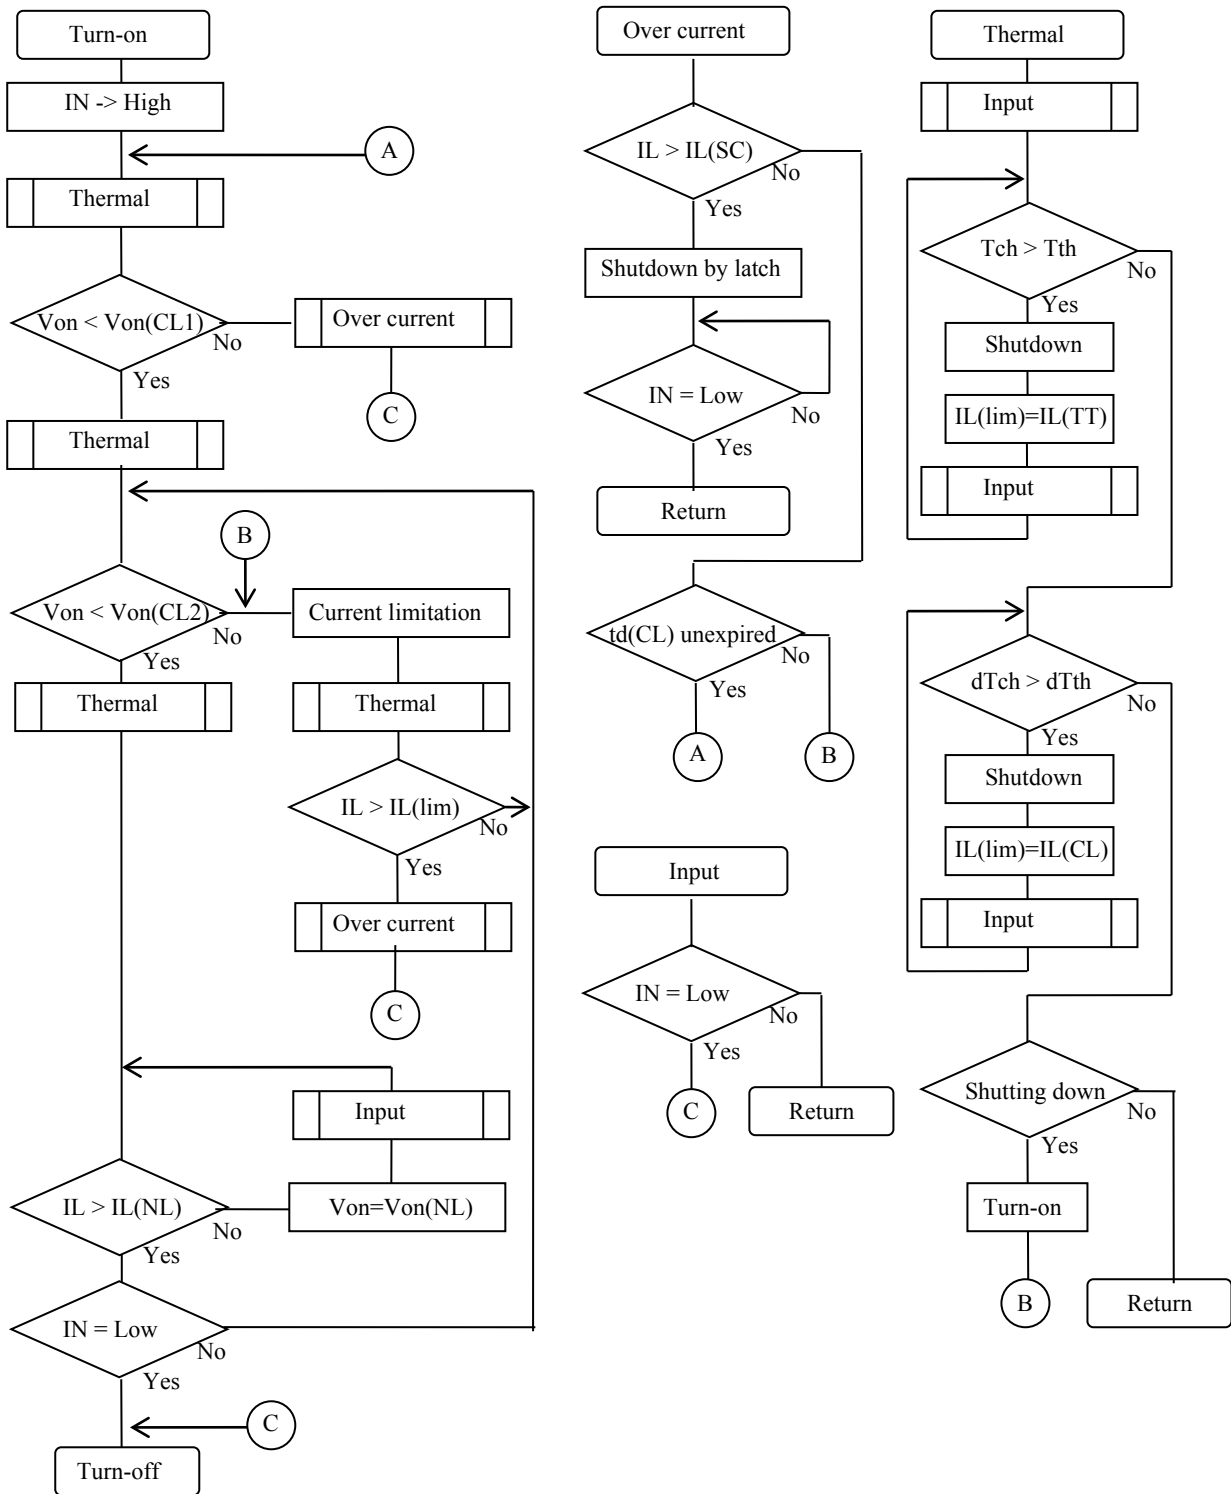 Turn-on
IN -> High
A
Thermal
Von < Von(CL1)
No
Yes
Over current
C
Thermal
B
Von < Von(CL2)
No
Yes
Current limitation
Thermal
Thermal
IL > IL(lim)
No
Yes
Over current
C
Input
Von=Von(NL)
IL > IL(NL)
No
Yes
IN = Low
No
Yes
C
Turn-off
Over current
IL > IL(SC)
No
Yes
Shutdown by latch
IN = Low
No
Yes
Return
td(CL) unexpired
No
Yes
A
B
Input
IN = Low
No
Yes
C
Return
Thermal
Input
Tch > Tth
No
Yes
Shutdown
IL(lim)=IL(TT)
Input
dTch > dTth
No
Yes
Shutdown
IL(lim)=IL(CL)
Input
Shutting down
No
Yes
Turn-on
B
Return